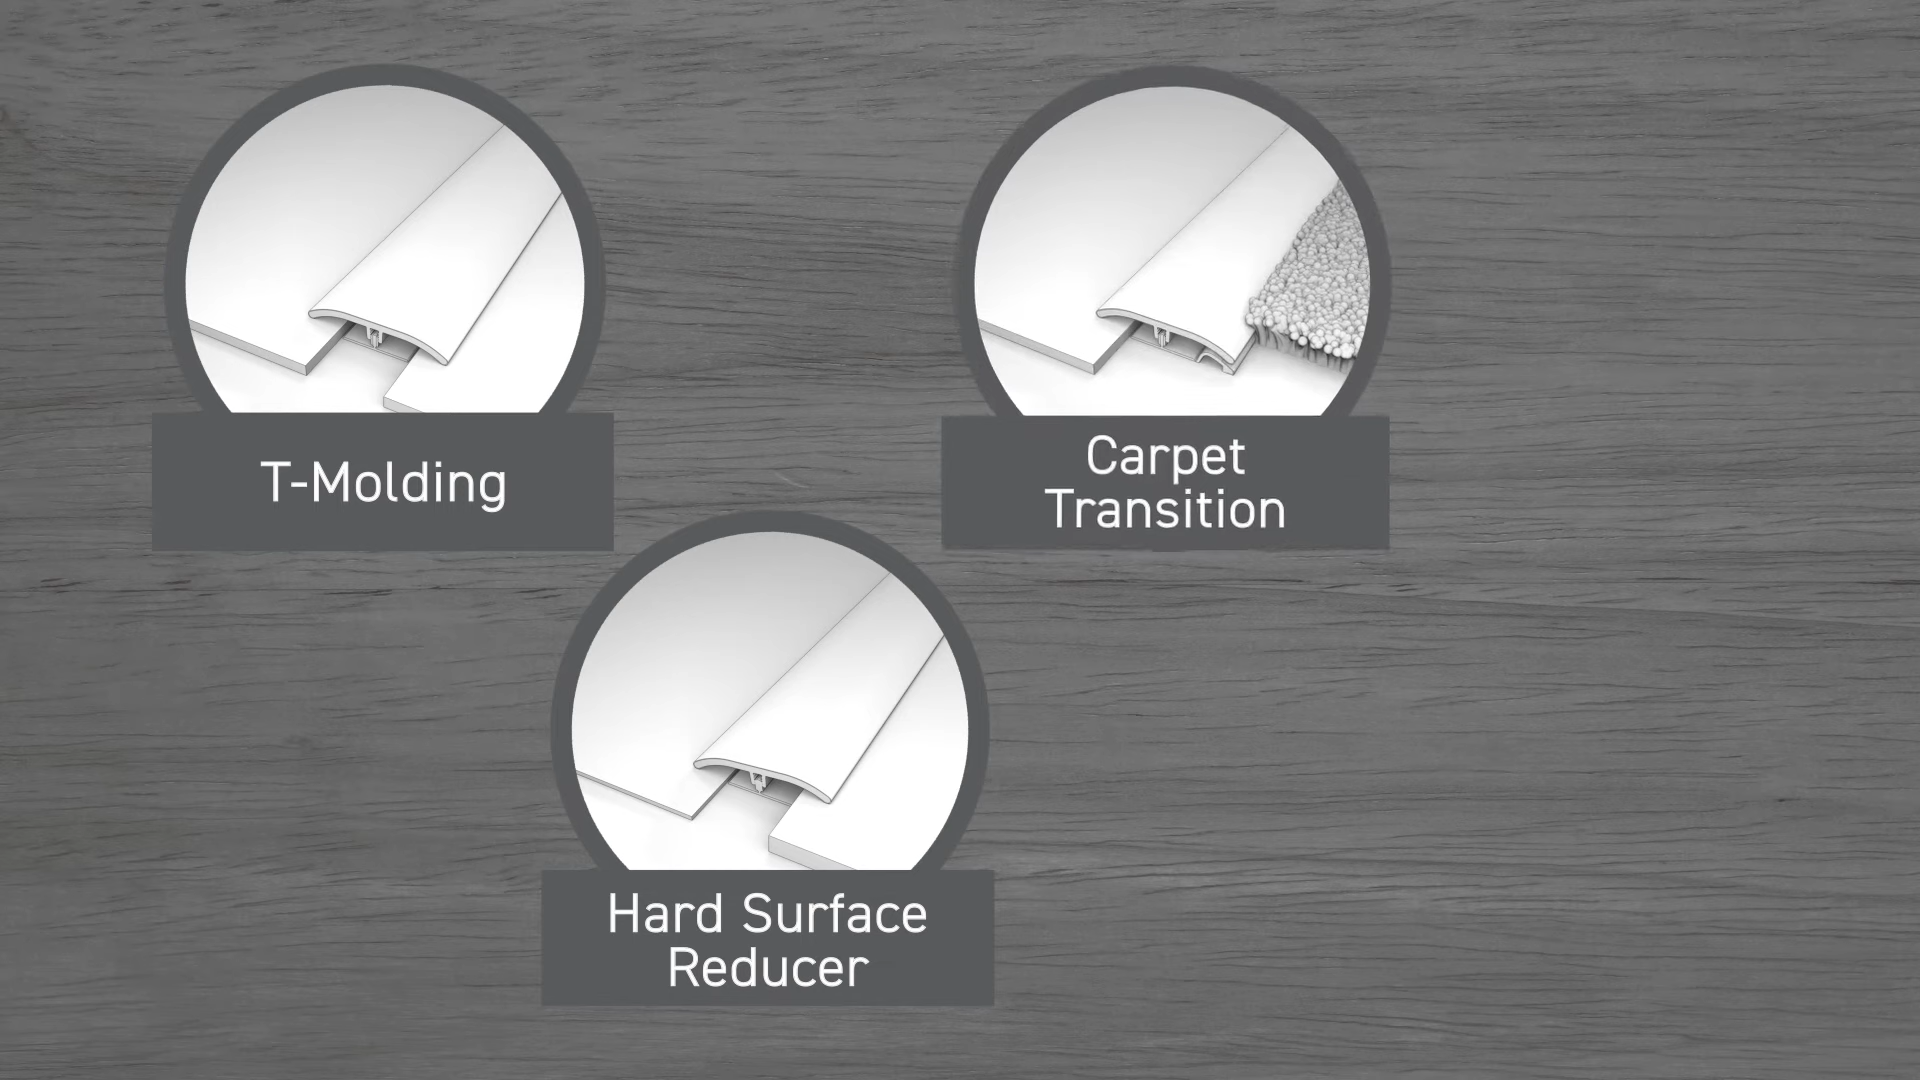 T-Molding
Carpet
Transition
Hard Surface
Reducer